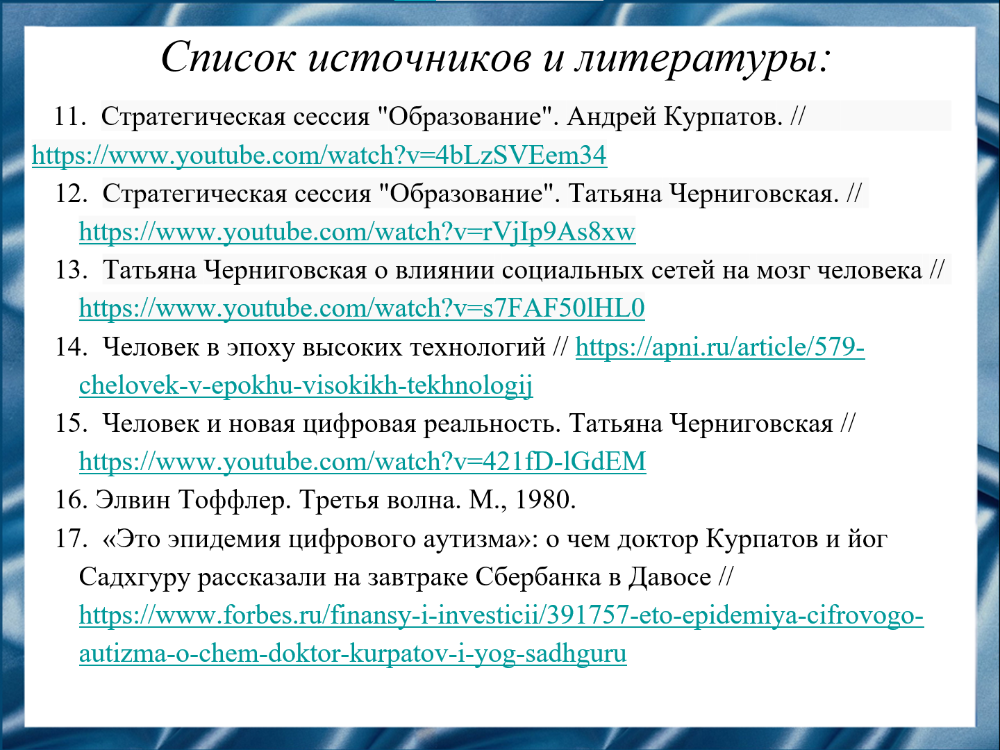 Список источников и литературы:
11. Стратегическая сессия "Образование". Андрей Курпатов. //
https://www.youtube.com/watch?v=4bLzSVEem34
12. Стратегическая сессия "Образование". Татьяна Черниговская. //
https://www.youtube.com/watch?v=rVjIp9As8xw
13. Татьяна Черниговская о влиянии социальных сетей на мозг человека //
https://www.youtube.com/watch?v=s7FAF50lHL0
14. Человек в эпоху высоких технологий // https://apni.ru/article/579-
chelovek-v-epokhu-visokikh-tekhnologij
15. Человек и новая цифровая реальность. Татьяна Черниговская //
https://www.youtube.com/watch?v=421fD-lGdEM
16. Элвин Тоффлер. Третья волна. М., 1980.
17. «Это эпидемия цифрового аутизма»: о чем доктор Курпатов и йог
Садхгуру рассказали на завтраке Сбербанка в Давосе //
https://www.forbes.ru/finansy-i-investicii/391757-eto-epidemiya-cifrovogo-
autizma-o-chem-doktor-kurpatov-i-yog-sadhguru